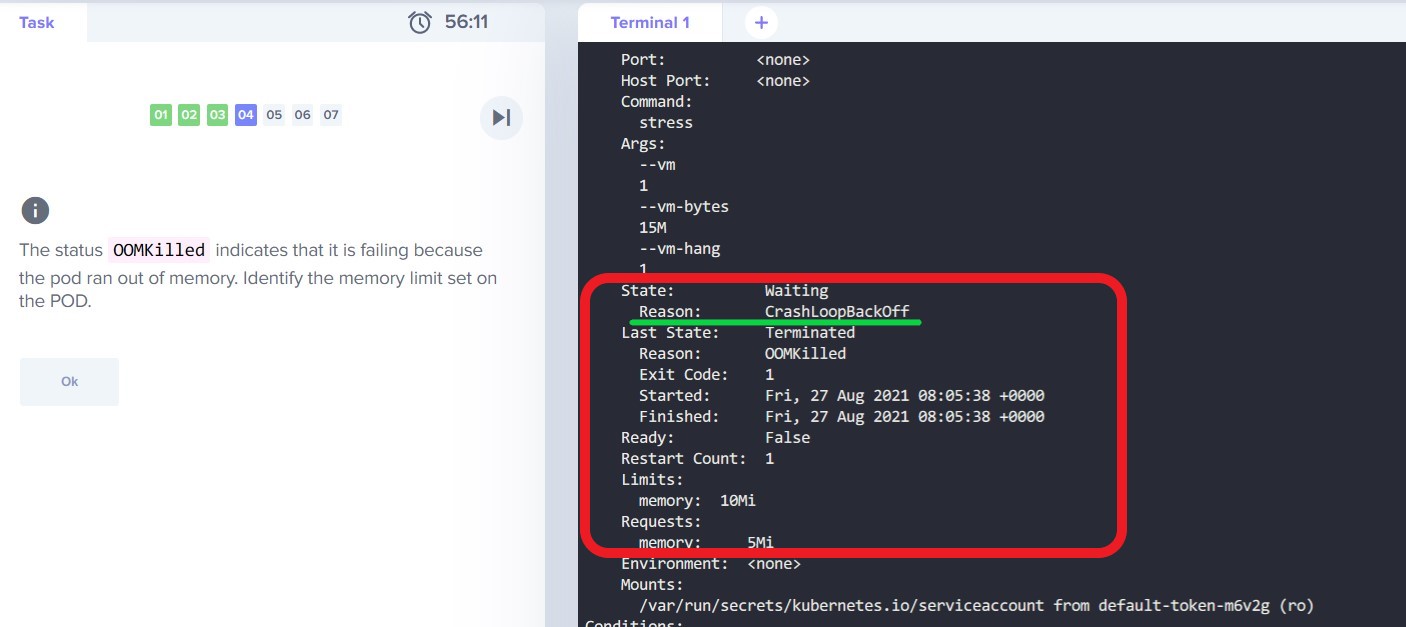 Task
56:11
01 02 03 04 05 06 07
The status OOMKilled indicates that it is failing because
the pod ran out of memory. Identify the memory limit set on
the POD.
Ok
Terminal 1 +
Port: <none>
Host Port: <none>
Command:
stress
Args:
--vm
1
--vm-bytes
15M
--vm-hang
1
State: Waiting
Reason: CrashLoopBackOff
Last State: Terminated
Reason: OOMKilled
Exit Code: 1
Started: Fri, 27 Aug 2021 08:05:38 +0000
Finished: Fri, 27 Aug 2021 08:05:38 +0000
Ready: False
Restart Count: 1
Limits:
memory: 10Mi
Requests:
memory: 5Mi
Environment: <none>
Mounts:
/var/run/secrets/kubernetes.io/serviceaccount from default-token-m6v2g (ro)
Conditions: